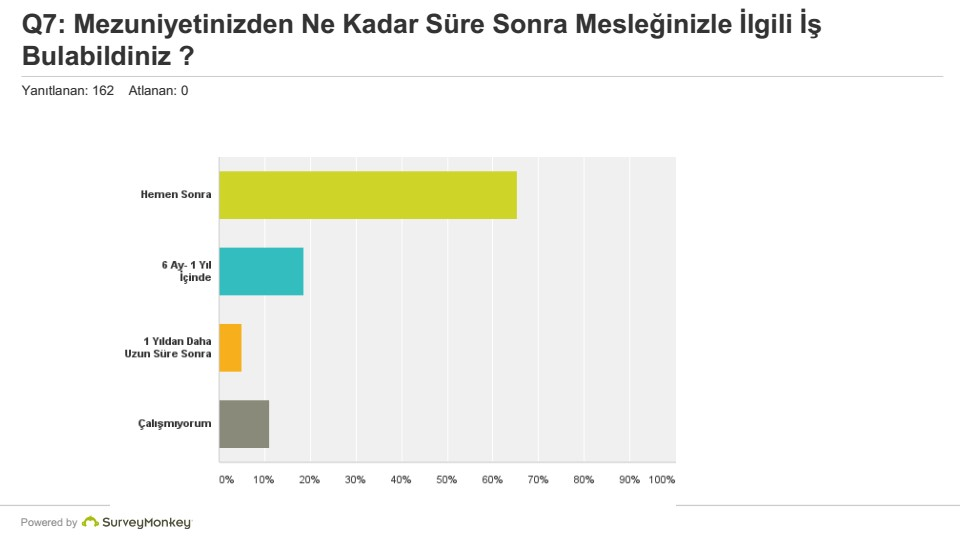 Q7: Mezuniyetinizden Ne Kadar Süre Sonra Mesleğinizle İlgili İş
Bulabildiniz ?
Yanıtlanan: 162 Atlanan: 0
Hemen Sonra
6 Ay- 1 Yıl
İçinde
1 Yıldan Daha
Uzun Süre Sonra
Çalışmıyorum
0% 10% 20% 30% 40% 50% 60% 70% 80% 90% 100%
Powered by SurveyMonkey